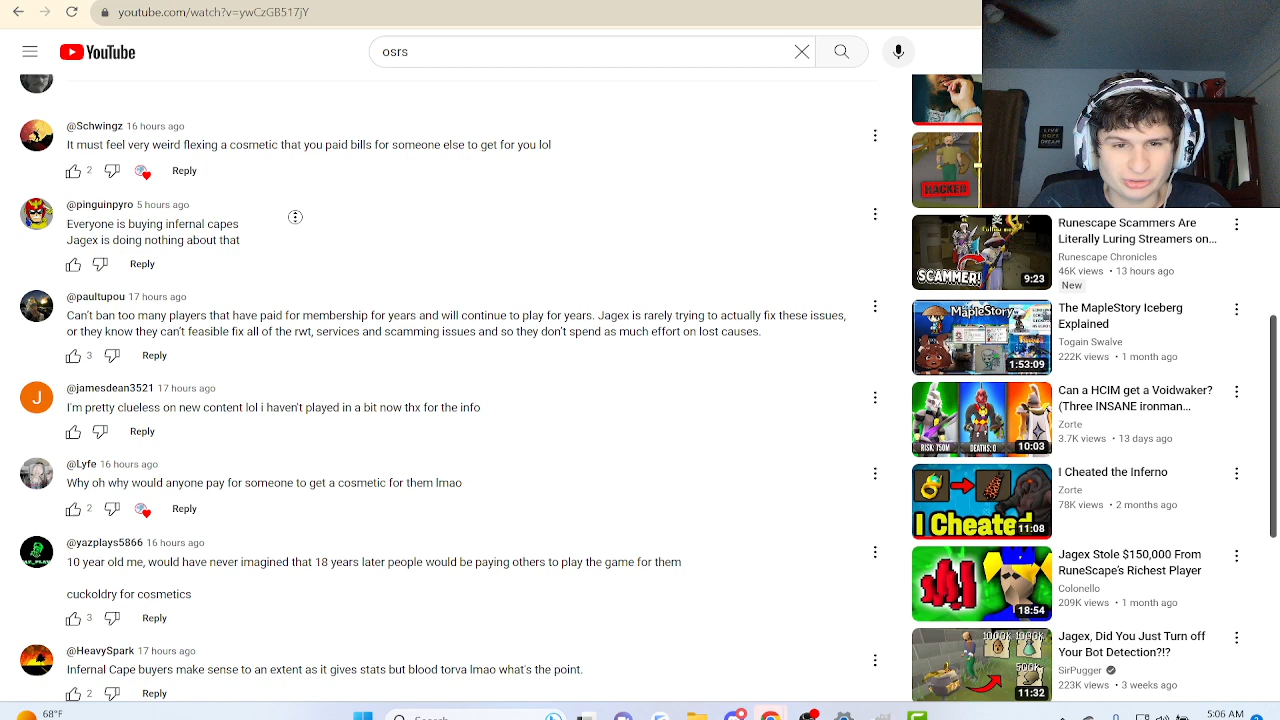 youtube.com/watch?v=ywCzGB517jY
YouTube
osrs
@Schwingz 16 hours ago
It must feel very weird flexing a cosmetic that you paid bills for someone else to get for you lol
2
Reply
@pinguinpyro 5 hours ago
Everyone is buying infernal capes
Jagex is doing nothing about that
Reply
@paultupou 17 hours ago
Can't ban too many players that have paid for membership for years and will continue to play for years. Jagex is rarely trying to actually fix these issues,
or they know they can't feasible fix all of the services and scamming issues and so they don't spend as much effort on lost causes.
3
Reply
@jamesdean3521 17 hours ago
I'm pretty clueless on new content lol i haven't played in a bit now thx for the info
Reply
@Lyfe 16 hours ago
Why oh why would anyone pay for someone to get a cosmetic for them lmao
2
Reply
@yazplays5866 16 hours ago
10 year old me, would have never imagined that years later people would be paying others to play the game for them
cuckoldry for cosmetics
3
Reply
@HeavySpark 17 hours ago
Infernal Cape buyers make sense to me, atleres it gives stats but blood torva lmao what's the point.
2
Reply
LIVE
DREAM
HACKED
Follow me
SCAMMER!
9:23
Runescape Scammers Are
Literally Luring Streamers on...
Runescape Chronicles
46K views • 13 hours ago
New
MapleStory
1:53:09
The MapleStory Iceberg
Explained
Togain Swalve
222K views • 1 month ago
RISK: 750M
DEATHS: 0
10:03
Can a HCIM get a Voidwaker?
(Three INSANE ironman...
Zorte
3.7K views • 13 days ago
I Cheated
11:08
I Cheated the Inferno
Zorte
78K views • 2 months ago
18:54
Jagex Stole $150,000 From
RuneScape's Richest Player
Colonello
209K views • 1 month ago
1000K
500K
11:32
Jagex, Did You Just Turn off
Your Bot Detection?!?
SirPugger
223K views • 3 weeks ago
68°F
Search
5:06 AM